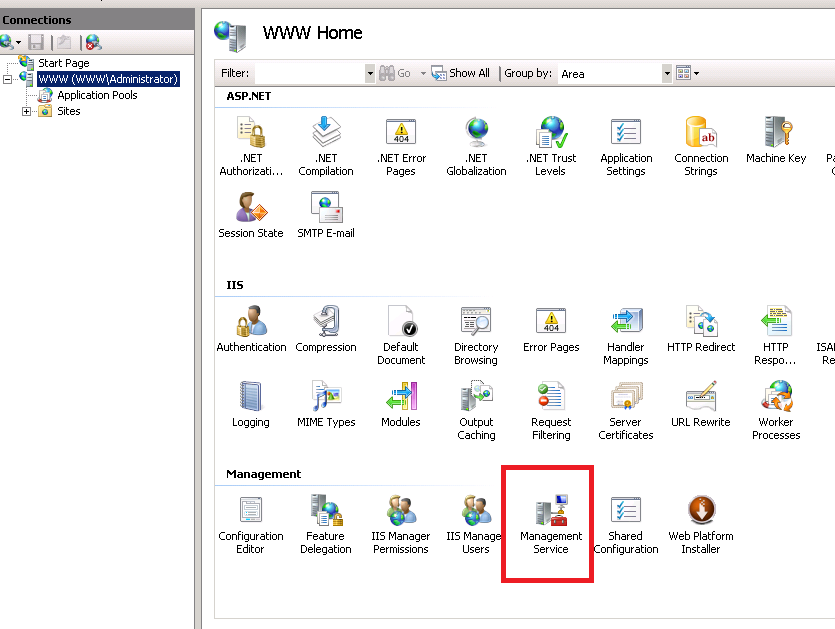 Connections
Start Page
WWW (WWW\Administrator)
Application Pools
Sites
WWW Home
Filter:
Go
Show All
Group by:
Area
ASP.NET
.NET
Authorizati...
.NET
Compilation
.NET Error
Pages
.NET
Globalization
.NET Trust
Levels
Application
Settings
Connection
Strings
Machine Key
Session State
SMTP E-mail
IIS
Authentication
Compression
Default
Document
Directory
Browsing
Error Pages
Handler
Mappings
HTTP Redirect
HTTP
Respo...
Logging
MIME Types
Modules
Output
Caching
Request
Filtering
Server
Certificates
URL Rewrite
Worker
Processes
Management
Configuration
Editor
Feature
Delegation
IIS Manager
Permissions
IIS Manage
Users
Management
Service
Shared
Configuration
Web Platform
Installer